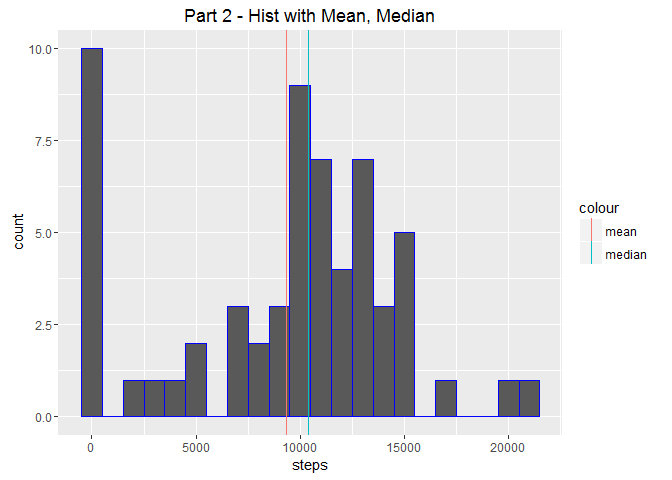 Part 2 - Hist with Mean, Median
10.0
7.5
5.0
2.5
0.0
count
0 5000 10000 15000 20000
steps
colour
mean
median